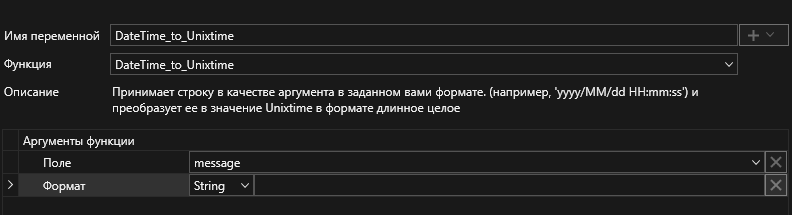 Имя переменной DateTime_to_Unixtime
Функция DateTime_to_Unixtime
Описание Принимает строку в качестве аргумента в заданном вами формате. (например, 'yyyy/MM/dd HH:mm:ss') и
преобразует ее в значение Unixtime в формате длинное целое
Аргументы функции
Поле message
Формат String